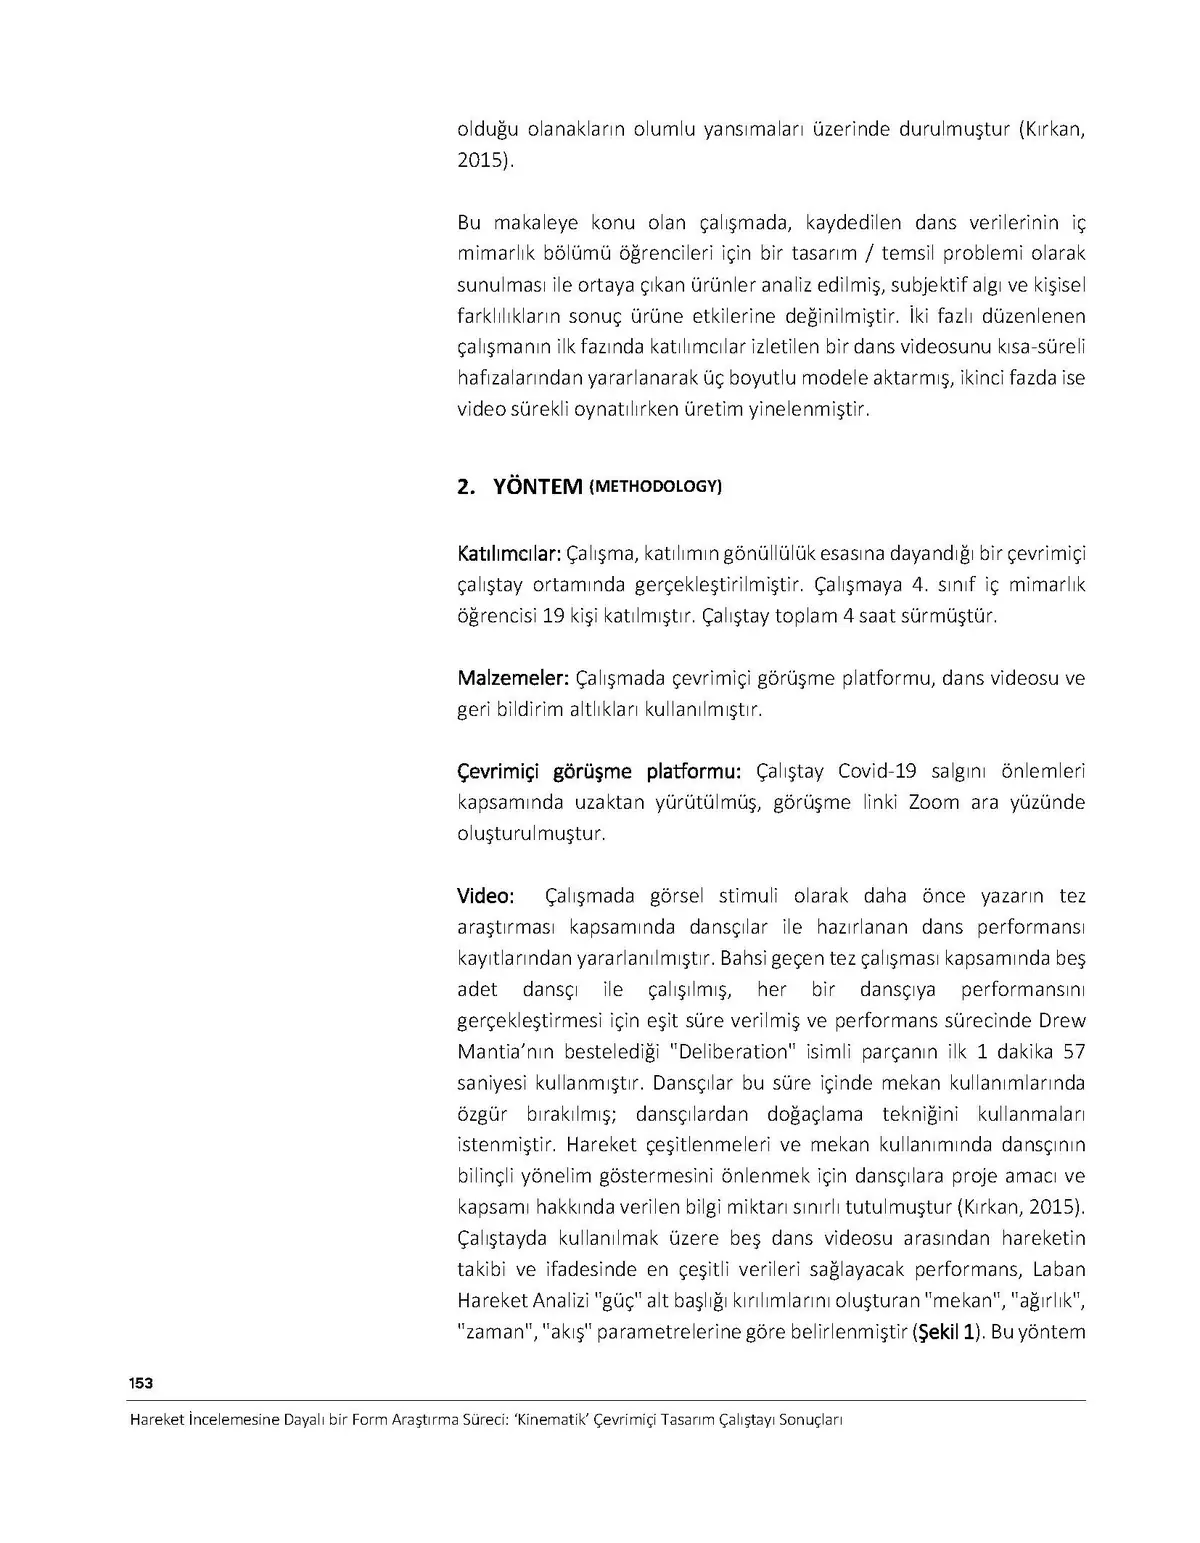 olduğu olanakların olumlu yansımaları üzerinde durulmuştur (Kırkan,
2015).
Bu makaleye konu olan çalışmada, kaydedilen dans verilerinin iç
mimarlık bölümü öğrencileri için bir tasarım / temsil problemi olarak
sunulması ile ortaya çıkan ürünler analiz edilmiş, subjektif algı ve kişisel
farklılıkların sonuç ürüne etkilerine değinilmiştir. İki fazlı düzenlenen
çalışmanın ilk fazında katılımcılar izletilen bir dans videosunu kısa-süreli
hafızalarından yararlanarak üç boyutlu modele aktarmış, ikinci fazda ise
video sürekli oynatılırken üretim yinelenmiştir.
2. YÖNTEM (METHODOLOGY)
Katılımcılar: Çalışma, katılımın gönüllülük esasına dayandığı bir çevrimiçi
çalıştay ortamında gerçekleştirilmiştir. Çalışmaya 4. sınıf iç mimarlık
öğrencisi 19 kişi katılmıştır. Çalıştay toplam 4 saat sürmüştür.
Malzemeler: Çalışmada çevrimiçi görüşme platformu, dans videosu ve
geri bildirim altlıkları kullanılmıştır.
Çevrimiçi görüşme platformu: Çalıştay Covid-19 salgını önlemleri
kapsamında uzaktan yürütülmüş, görüşme linki Zoom ara yüzünde
oluşturulmuştur.
Video: Çalışmada görsel stimuli olarak daha önce yazarın tez
araştırması kapsamında dansçılar ile hazırlanan dans performansı
kayıtlarından yararlanılmıştır. Bahsi geçen tez çalışması kapsamında beş
adet dansçı ile çalışılmış, her bir dansçıya performansını
gerçekleştirmesi için eşit süre verilmiş ve performans sürecinde Drew
Mantia’nın bestelediği "Deliberation" isimli parçanın ilk 1 dakika 57
saniyesi kullanmıştır. Dansçılar bu süre içinde mekan kullanımlarında
özgür bırakılmış; dansçılardan doğaçlama tekniğini kullanmaları
istenmiştir. Hareket çeşitlenmeleri ve mekan kullanımında dansçının
bilinçli yönelim göstermesini önlenmek için dansçılara proje amacı ve
kapsamı hakkında verilen bilgi miktarı sınırlı tutulmuştur (Kırkan, 2015).
Çalıştayda kullanılmak üzere beş dans videosu arasından hareketin
takibi ve ifadesinde en çeşitli verileri sağlayacak performans, Laban
Hareket Analizi "güç" alt başlığı kırılımlarını oluşturan "mekan", "ağırlık",
"zaman", "akış" parametrelerine göre belirlenmiştir (Şekil 1). Bu yöntem
153
Hareket İncelemesine Dayalı bir Form Araştırma Süreci: ‘Kinematik’ Çevrimiçi Tasarım Çalıştayı Sonuçları